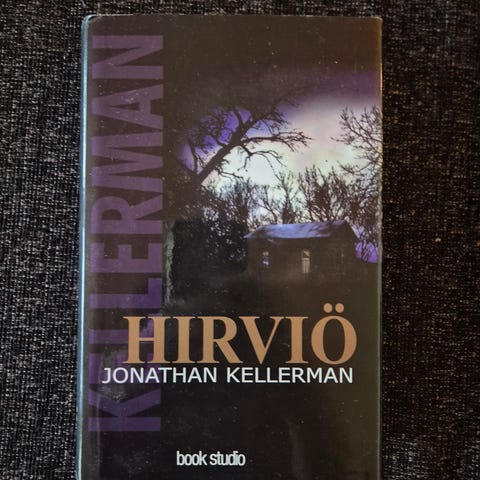 KELLERMAN
HIRVIÖ
JONATHAN KELLERMAN
book studio